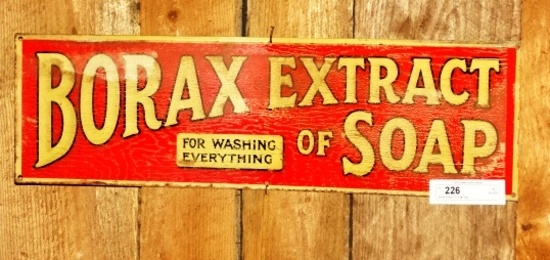 BORAX EXTRACT
FOR WASHING
EVERYTHING
OF SOAP
226